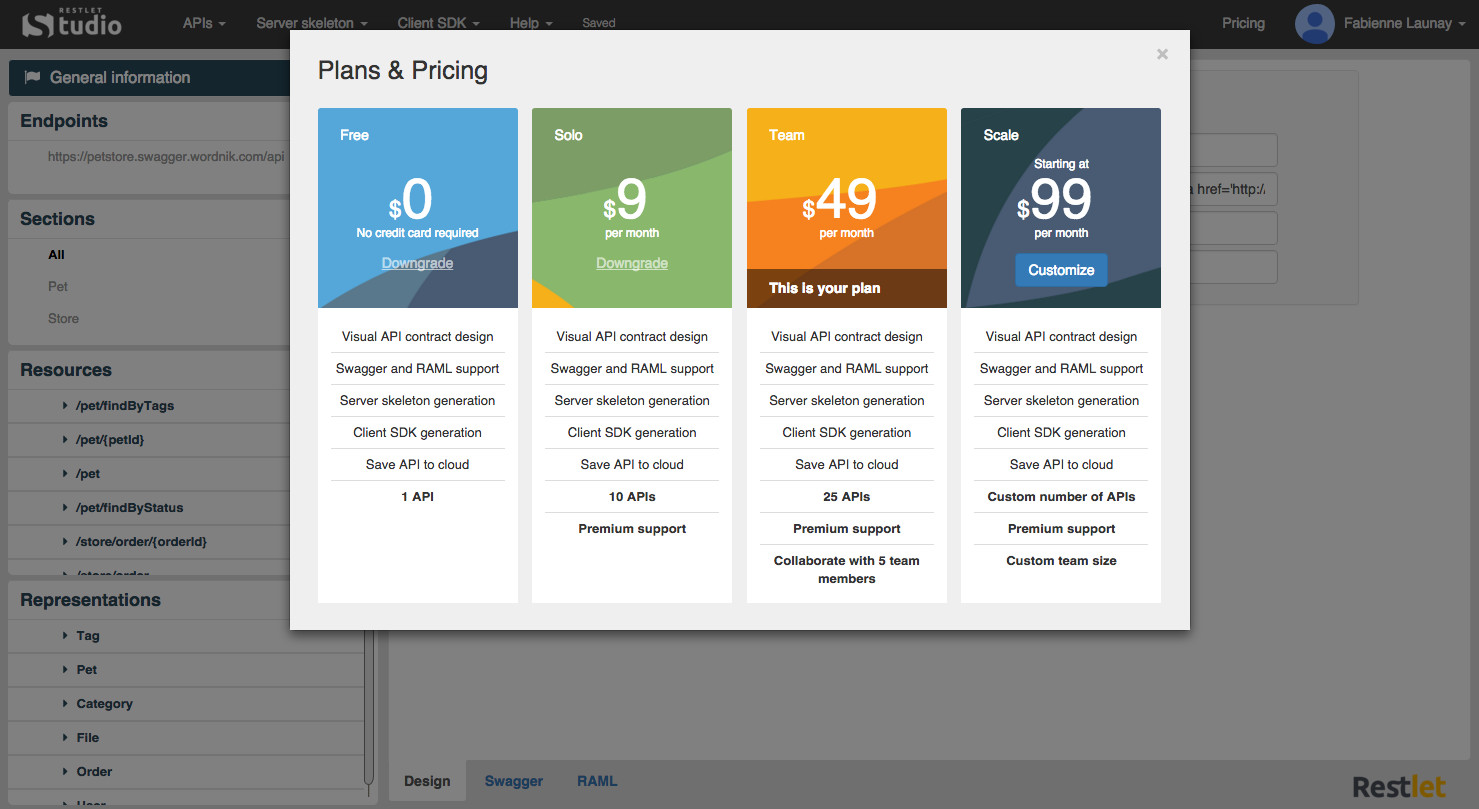 RESTLET
Studio
APIs
Server skeleton
Client SDK
Help
Saved
Pricing
Fabienne Launay
General information
Endpoints
https://petstore.swagger.wordnik.com/api
Sections
All
Pet
Store
Resources
/pet/findByTags
/pet/{petId}
/pet
/pet/findByStatus
/store/order/{orderId}
/store/order
Representations
Tag
Pet
Category
File
Order
User
Plans & Pricing
×
Free
$0
No credit card required
Downgrade
Visual API contract design
Swagger and RAML support
Server skeleton generation
Client SDK generation
Save API to cloud
1 API
Solo
$9
per month
Downgrade
Visual API contract design
Swagger and RAML support
Server skeleton generation
Client SDK generation
Save API to cloud
10 APIs
Premium support
Team
$49
per month
This is your plan
Visual API contract design
Swagger and RAML support
Server skeleton generation
Client SDK generation
Save API to cloud
25 APIs
Premium support
Collaborate with 5 team
members
Scale
Starting at
$99
per month
Customize
Visual API contract design
Swagger and RAML support
Server skeleton generation
Client SDK generation
Save API to cloud
Custom number of APIs
Premium support
Custom team size
href='http://
Design
Swagger
RAML
Restlet